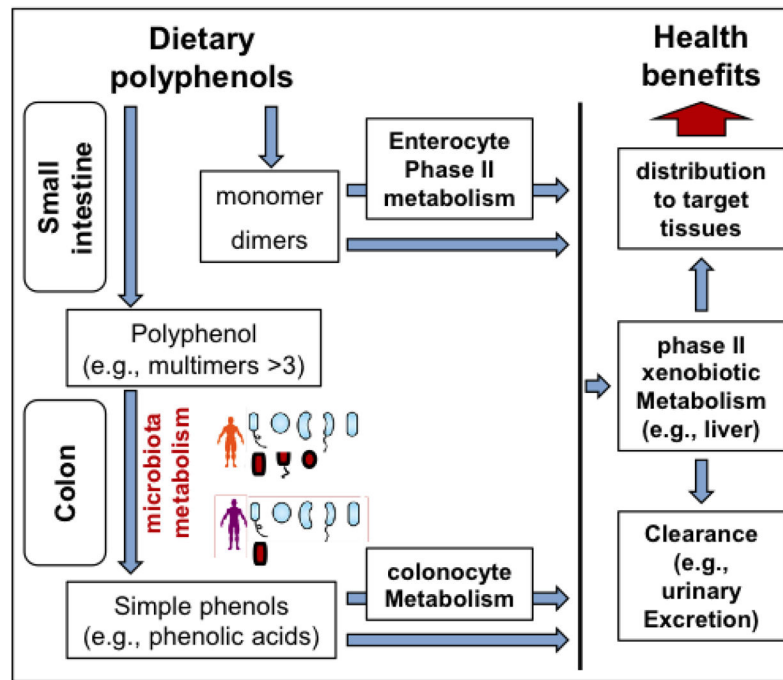 Dietary
polyphenols
Health
benefits
Small
intestine
monomer
dimers
Enterocyte
Phase II
metabolism
distribution
to target
tissues
Polyphenol
(e.g., multimers >3)
phase II
xenobiotic
Metabolism
(e.g., liver)
Colon
microbiota
metabolism
Simple phenols
(e.g., phenolic acids)
colonocyte
Metabolism
Clearance
(e.g.,
urinary
Excretion)